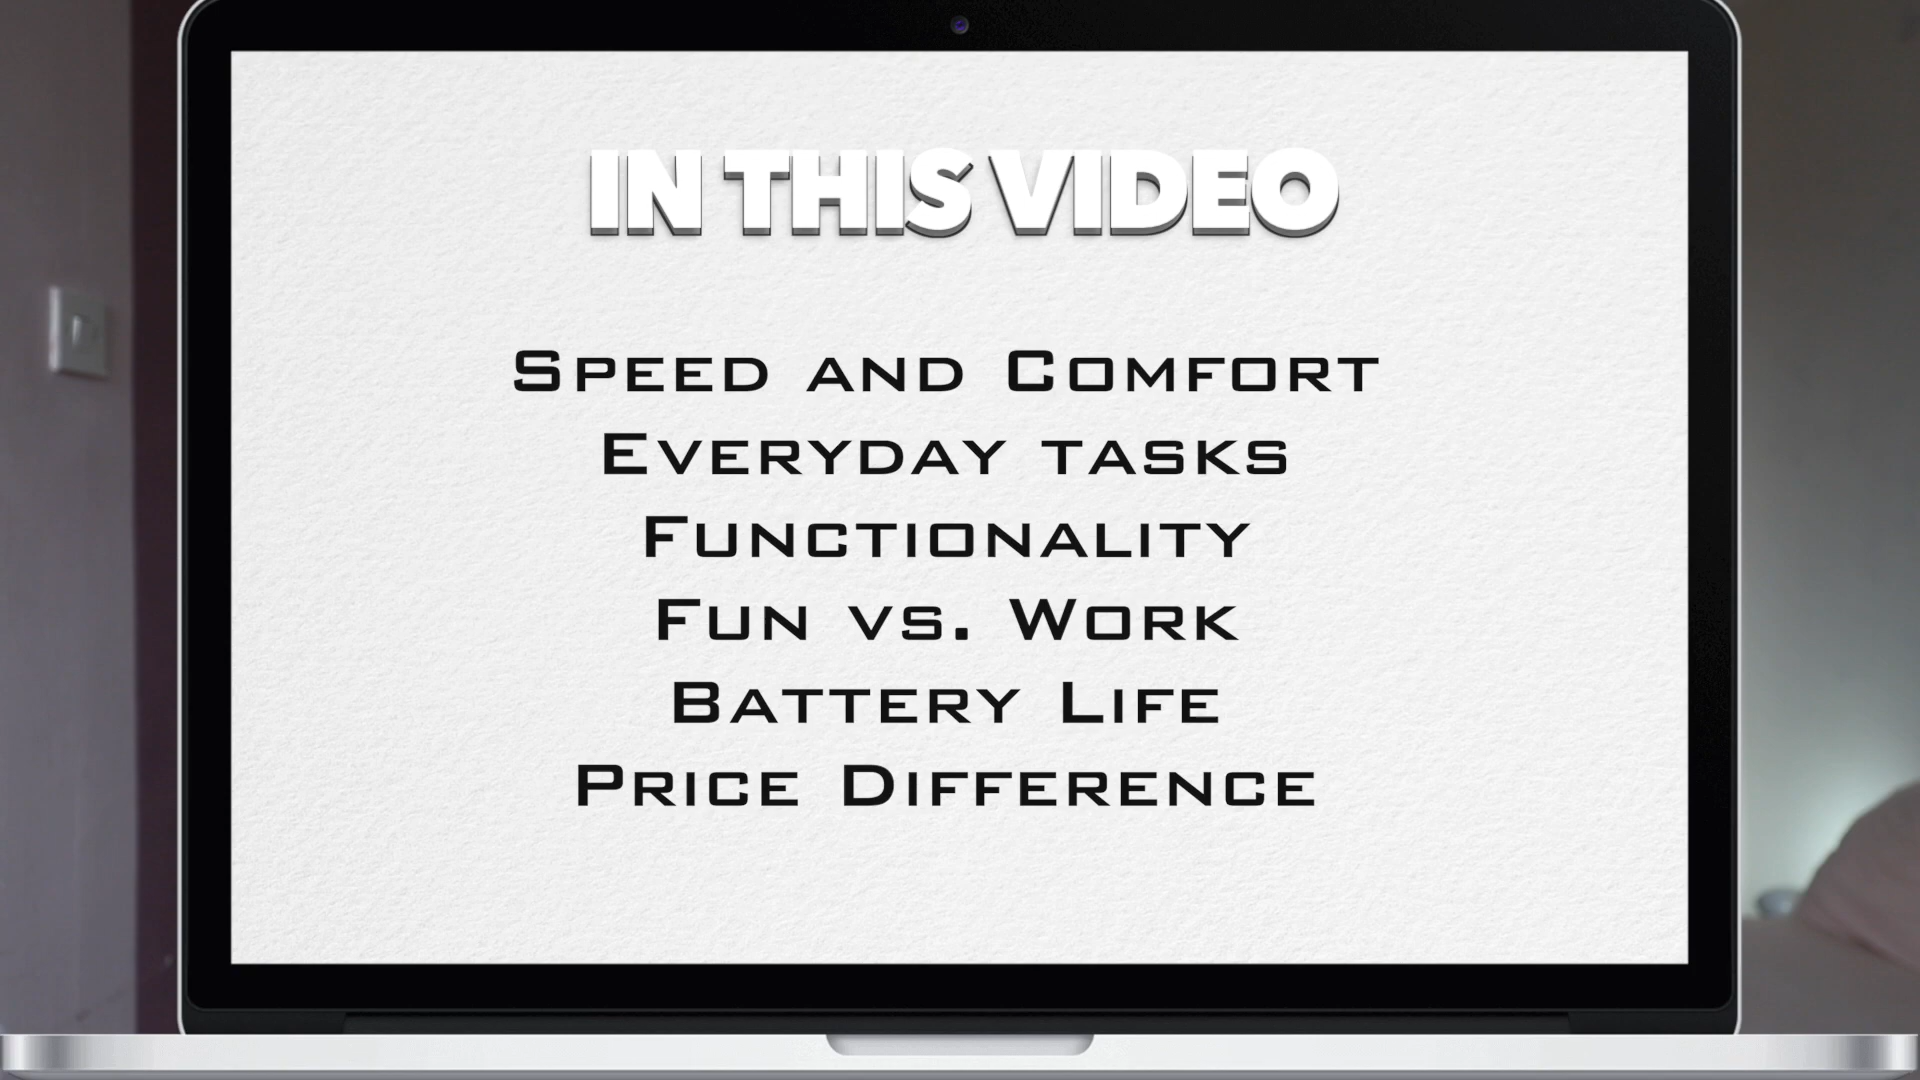 IN THIS VIDEO
Speed and Comfort
Everyday tasks
Functionality
Fun vs. Work
Battery Life
Price Difference